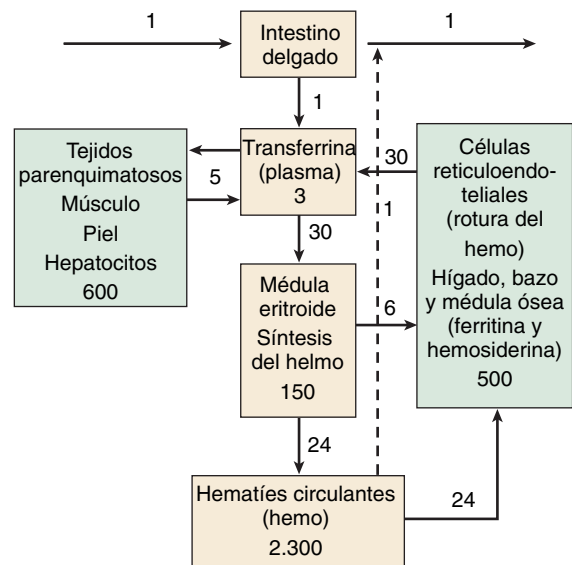 1
Intestino
delgado
1
1
Tejidos
parenquimatosos
Músculo
Piel
Hepatocitos
600
5
Transferrina
(plasma)
3
30
1
Células
reticuloendo-
teliales
(rotura del
hemo)
Hígado, bazo
y médula ósea
(ferritina y
hemosiderina)
500
30
Médula
eritroide
Síntesis
del helmo
150
6
24
Hematíes circulantes
(hemo)
2.300
24